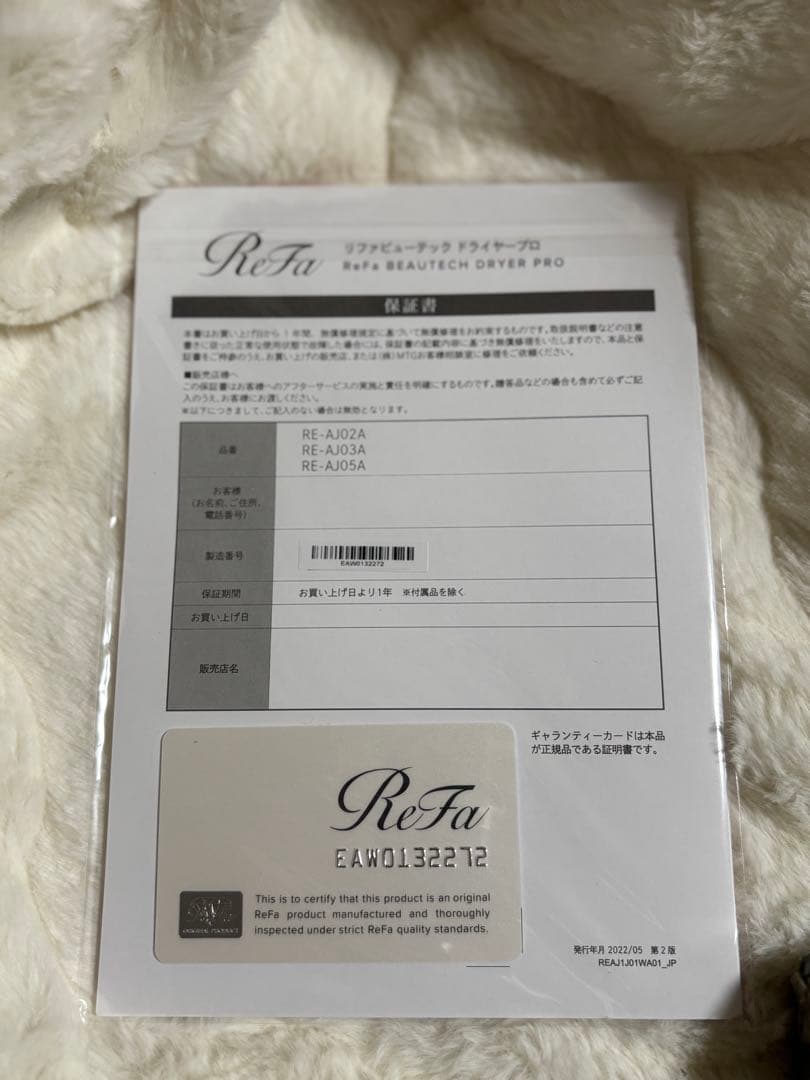 ReFa
リファビューテック ドライヤープロ
ReFa BEAUTECH DRYER PRO
保証書
本書はお買い上げ日から1年間、無償修理規定に基づいて無償修理をお約束するものです。取扱説明書などの注意
書きに従った正常な使用状態で故障した場合には、保証書の記載内容に基づき無償修理をいたしますので、本品と保
証書をご持参のうえ、お買い上げの販売店、または(株)MTGお客様相談室に修理をご依頼ください。
■販売店様へ
この保証書はお客様へのアフターサービスの実施と責任を明確にするものです。贈答品などの場合も含めて必ずご記
入のうえ、お客様にお渡しください。
※以下につきまして、ご記入のない場合は無効となります。
品番
RE-AJ02A
RE-AJ03A
RE-AJ05A
お客様
(お名前、ご住所、
電話番号)
製造番号
EAW0132272
保証期間
お買い上げ日より1年 ※付属品を除く
お買い上げ日
販売店名
ギャランティーカードは本品
が正規品である証明書です。
ReFa
EAW0132272
ORIGINAL PRODUCT
This is to certify that this product is an original
ReFa product manufactured and thoroughly
inspected under strict ReFa quality standards.
発行年月 2022/05 第2版
REAJ1J01WA01_JP